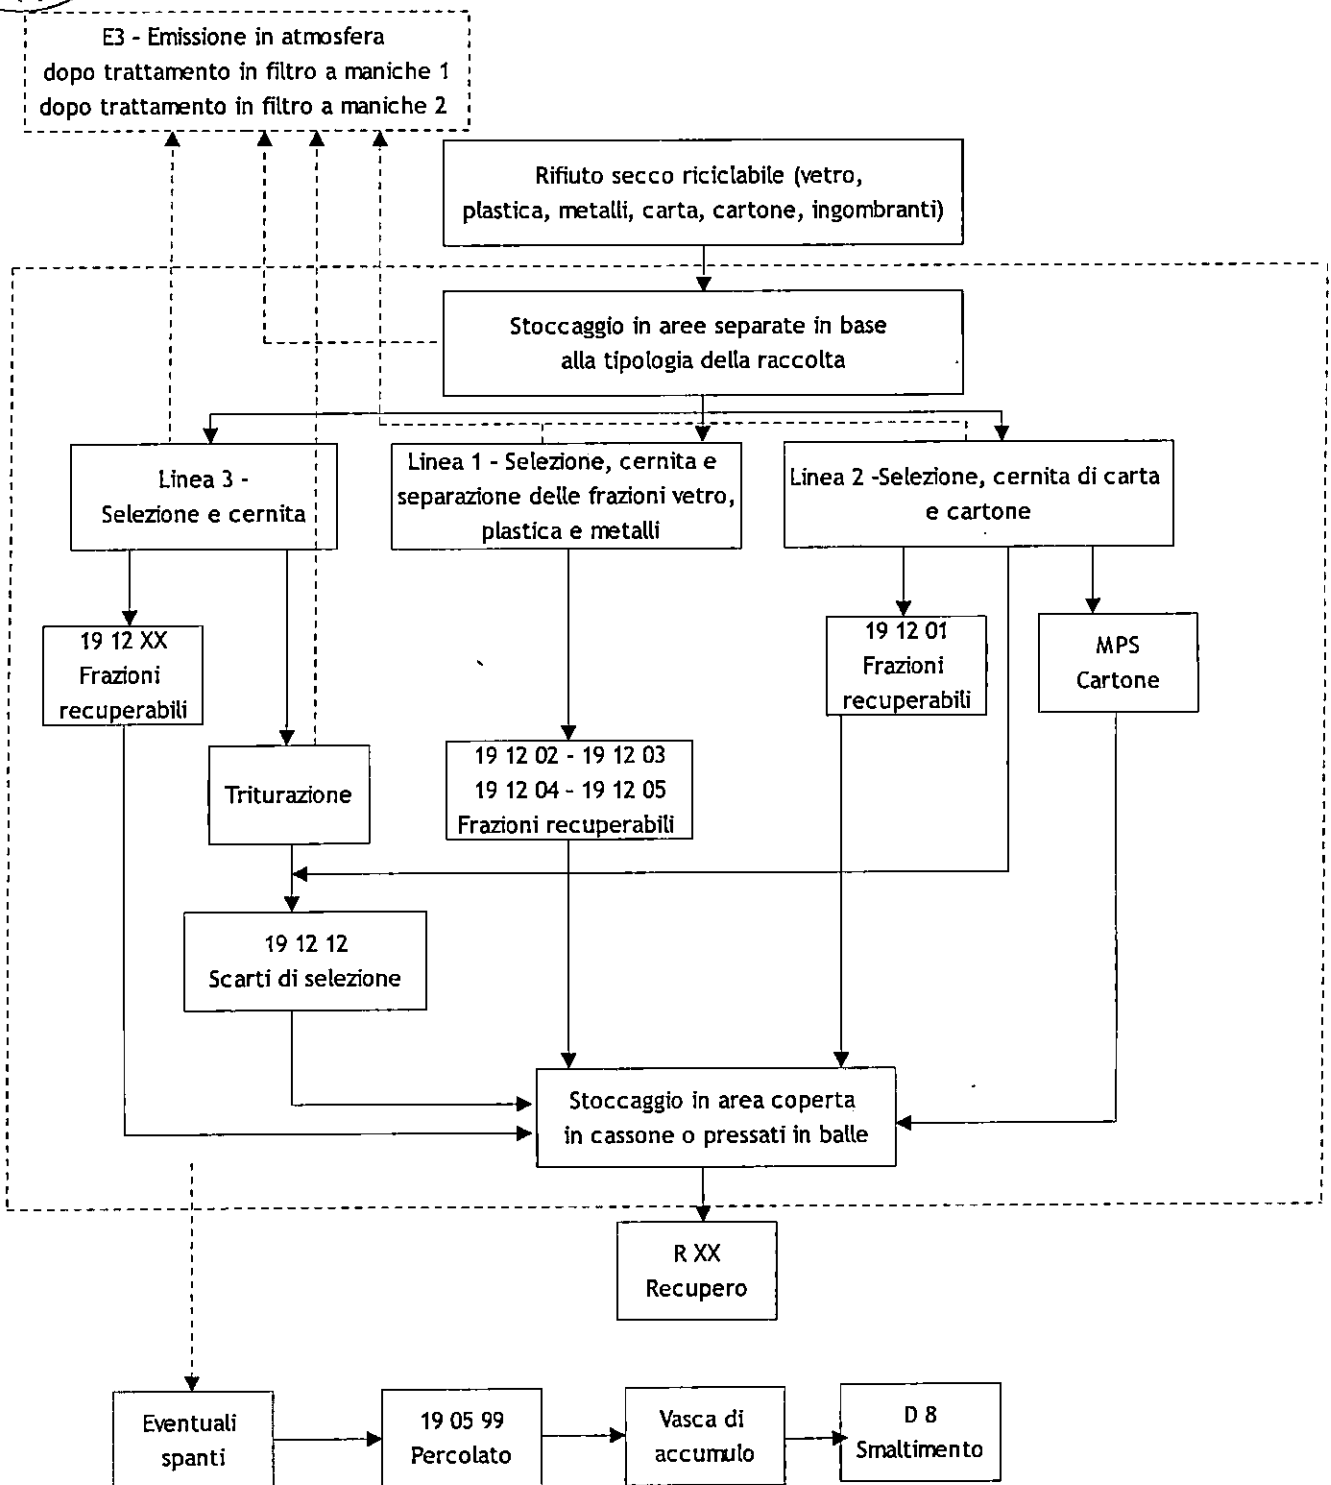 E3 - Emissione in atmosfera
dopo trattamento in filtro a maniche 1
dopo trattamento in filtro a maniche 2
Rifiuto secco riciclabile (vetro,
plastica, metalli, carta, cartone, ingombranti)
Stoccaggio in aree separate in base
alla tipologia della raccolta
Linea 3 -
Selezione e cernita
Linea 1 - Selezione, cernita e
separazione delle frazioni vetro,
plastica e metalli
Linea 2 -Selezione, cernita di carta
e cartone
19 12 XX
Frazioni
recuperabili
19 12 01
Frazioni
recuperabili
MPS
Cartone
Triturazione
19 12 02 - 19 12 03
19 12 04 - 19 12 05
Frazioni recuperabili
19 12 12
Scarti di selezione
Stoccaggio in area coperta
in cassone o pressati in balle
R XX
Recupero
Eventuali
spanti
19 05 99
Percolato
Vasca di
accumulo
D 8
Smaltimento